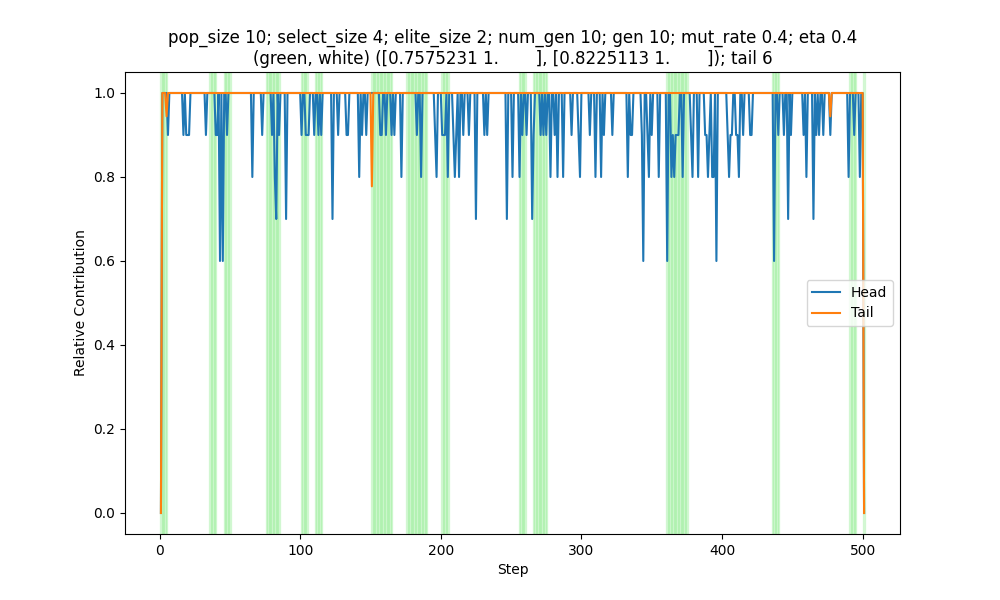 pop_size 10; select_size 4; elite_size 2; num_gen 10; gen 10; mut_rate 0.4; eta 0.4
(green, white) ([0.7575231 1.        ], [0.8225113 1.        ]); tail 6
1.0
0.8
0.6
0.4
0.2
0.0
Relative Contribution
Head
Tail
0
100
200
300
400
500
Step